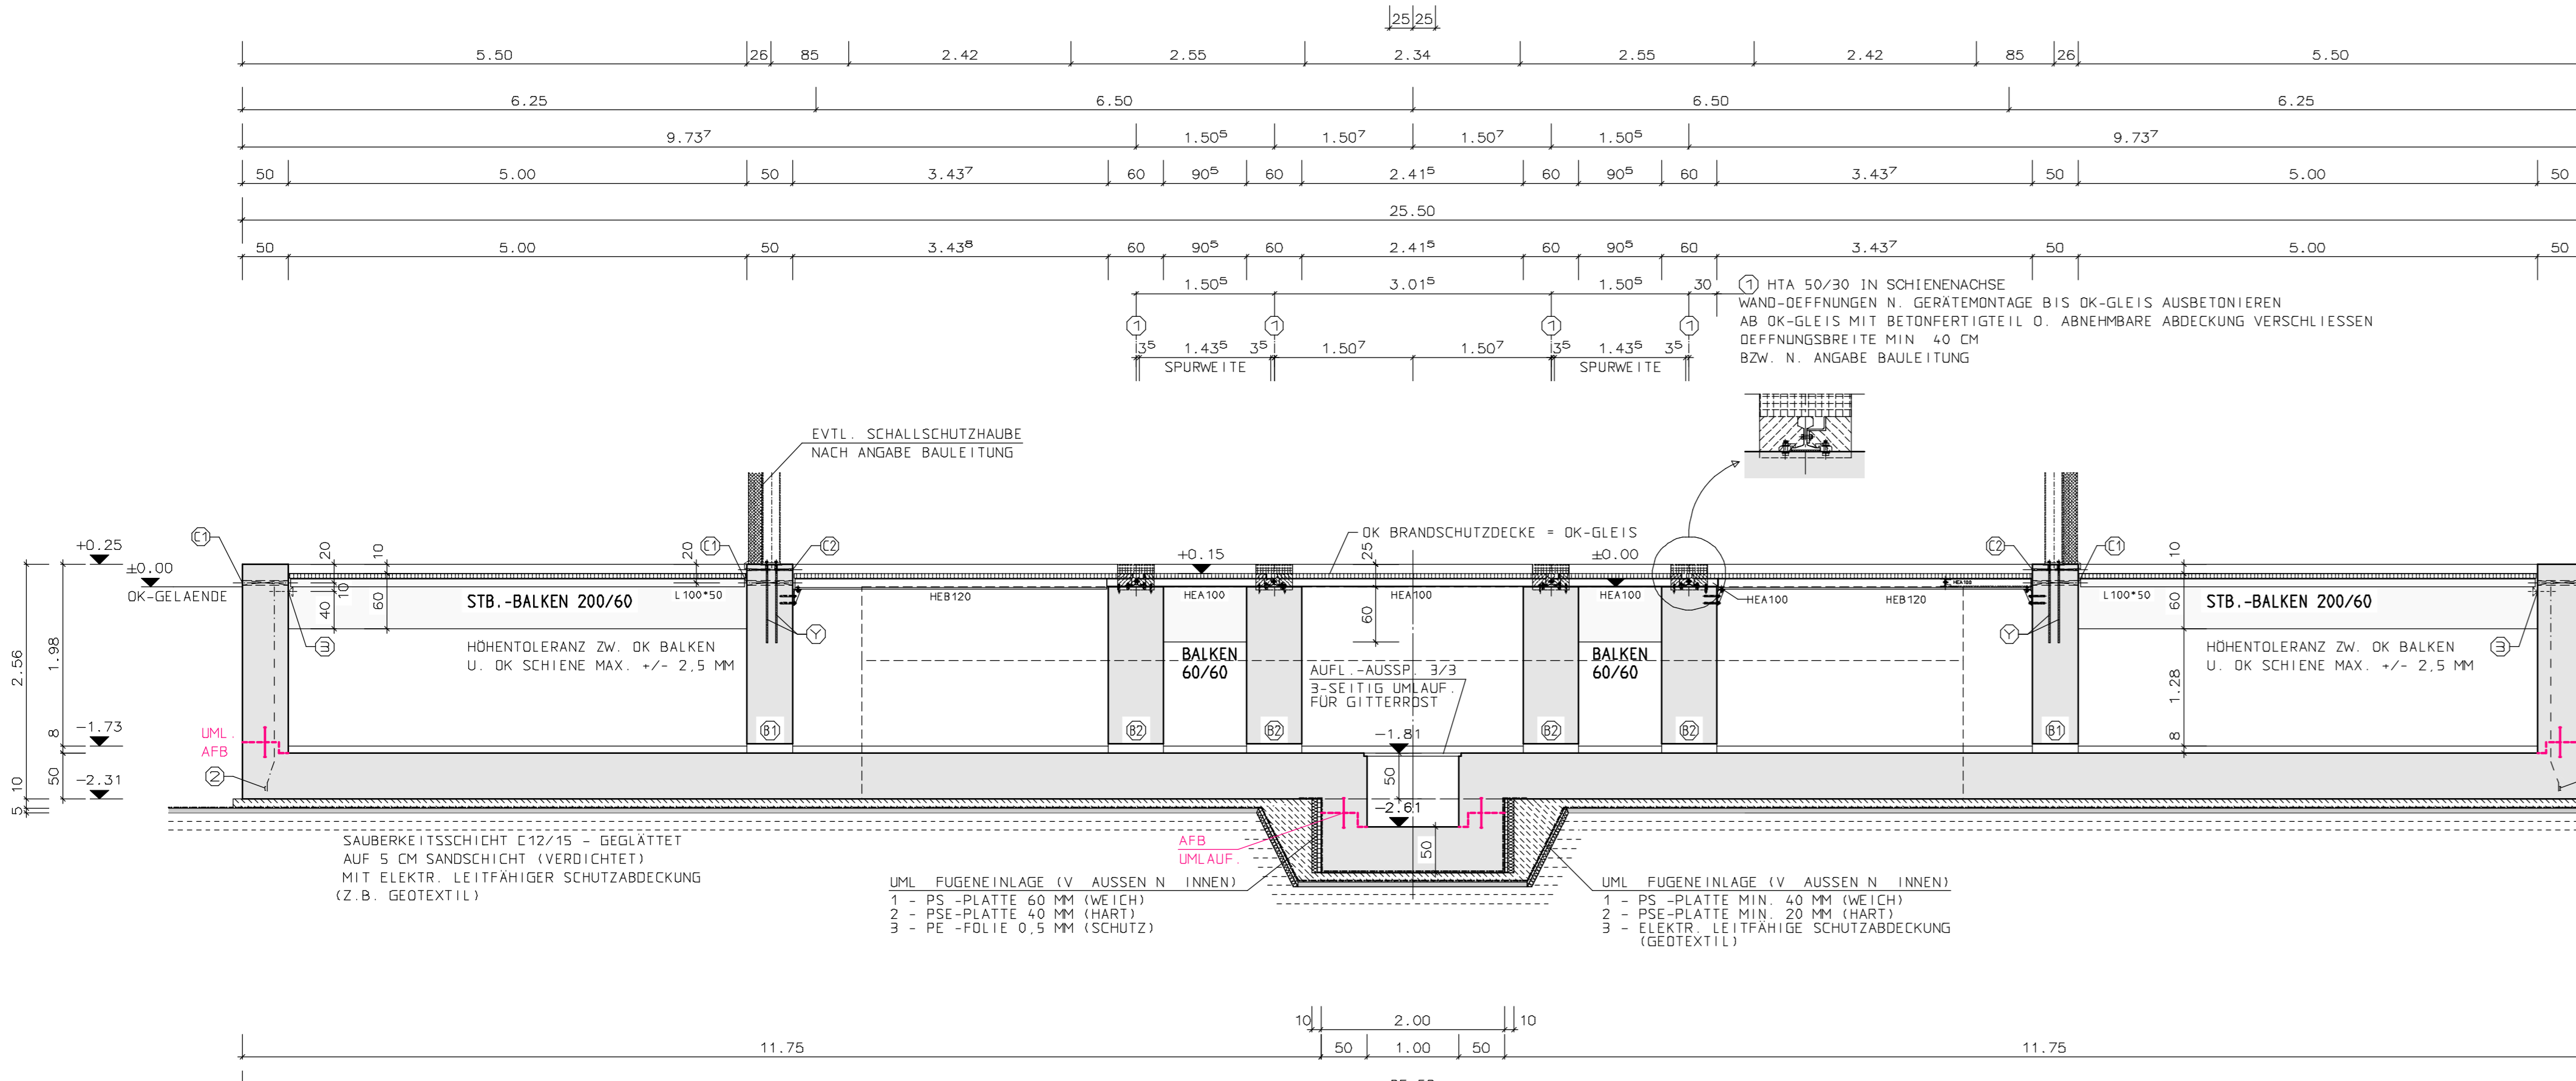 25 25
5.50 26 85 2.42 2.55 2.34 2.55 2.42 85 26 5.50
6.25 6.50 6.50 6.25
9.73⁷ 1.50⁵ 1.50⁷ 1.50⁷ 1.50⁵ 9.73⁷
50 5.00 50 3.43⁷ 60 90⁵ 60 2.41⁵ 60 90⁵ 60 3.43⁷ 50 5.00 50
25.50
50 5.00 50 3.43⁸ 60 90⁵ 60 2.41⁵ 60 90⁵ 60 3.43⁷ 50 5.00 50
1.50⁵ 3.01⁵ 1.50⁵ 30
1 HTA 50/30 IN SCHIENENACHSE
WAND-OEFFNUNGEN N. GERÄTEMONTAGE BIS OK-GLEIS AUSBETONIEREN
AB OK-GLEIS MIT BETONFERTIGTEIL O. ABNEHMBARE ABDECKUNG VERSCHLIESSEN
OEFFNUNGSBREITE MIN 40 CM
BZW. N. ANGABE BAULEITUNG
1 1 1 1
3⁵ 1.43⁵ 3⁵ 1.50⁷ 1.50⁷ 3⁵ 1.43⁵ 3⁵
SPURWEITE SPURWEITE
EVTL. SCHALLSCHUTZHAUBE
NACH ANGABE BAULEITUNG
OK BRANDSCHUTZDECKE = OK-GLEIS
C1 C1 C2 C2 C1
+0.25 20 10 20 +0.15 25 ±0.00 10
±0.00
OK-GELAENDE
10 40 60 60 60
STB.-BALKEN 200/60
L100*50 HEB120 HEA100 HEA100 HEA100 HEA100 HEB120 HEA100 L100*50
STB.-BALKEN 200/60
3 Y Y 3
HÖHENTOLERANZ ZW. OK BALKEN
U. OK SCHIENE MAX. +/- 2,5 MM
BALKEN
60/60
BALKEN
60/60
HÖHENTOLERANZ ZW. OK BALKEN
U. OK SCHIENE MAX. +/- 2,5 MM
AUFL.-AUSSP. 3/3
3-SEITIG UMLAUF.
FÜR GITTERROST
2.56 1.98 1.28
B1 B2 B2 B2 B2 B1
-1.73 8 -1.81 8
UML.
AFB
2
-2.31 50 10 5 50
-2.61
50
SAUBERKEITSSCHICHT C12/15 - GEGLÄTTET
AUF 5 CM SANDSCHICHT (VERDICHTET)
MIT ELEKTR. LEITFÄHIGER SCHUTZABDECKUNG
(Z.B. GEOTEXTIL)
AFB
UMLAUF.
UML FUGENEINLAGE (V AUSSEN N INNEN)
1 - PS -PLATTE 60 MM (WEICH)
2 - PSE-PLATTE 40 MM (HART)
3 - PE -FOLIE 0,5 MM (SCHUTZ)
UML FUGENEINLAGE (V AUSSEN N INNEN)
1 - PS -PLATTE MIN. 40 MM (WEICH)
2 - PSE-PLATTE MIN. 20 MM (HART)
3 - ELEKTR. LEITFÄHIGE SCHUTZABDECKUNG
(GEOTEXTIL)
10 2.00 10
11.75 50 1.00 50 11.75